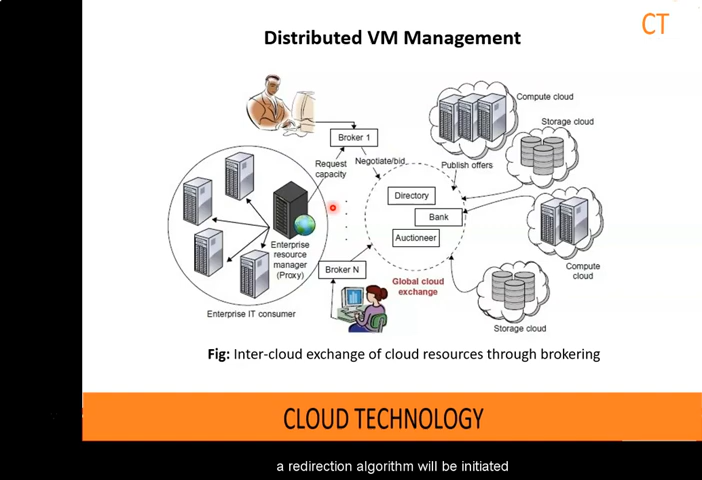 CT
Distributed VM Management
Compute cloud
Storage cloud
Broker 1
Request
capacity
Negotiate/bid
Publish offers
Directory
Bank
Auctioneer
Enterprise
resource
manager
(Proxy)
Broker N
Global cloud
exchange
Compute
cloud
Enterprise IT consumer
Storage cloud
Fig: Inter-cloud exchange of cloud resources through brokering
CLOUD TECHNOLOGY
a redirection algorithm will be initiated